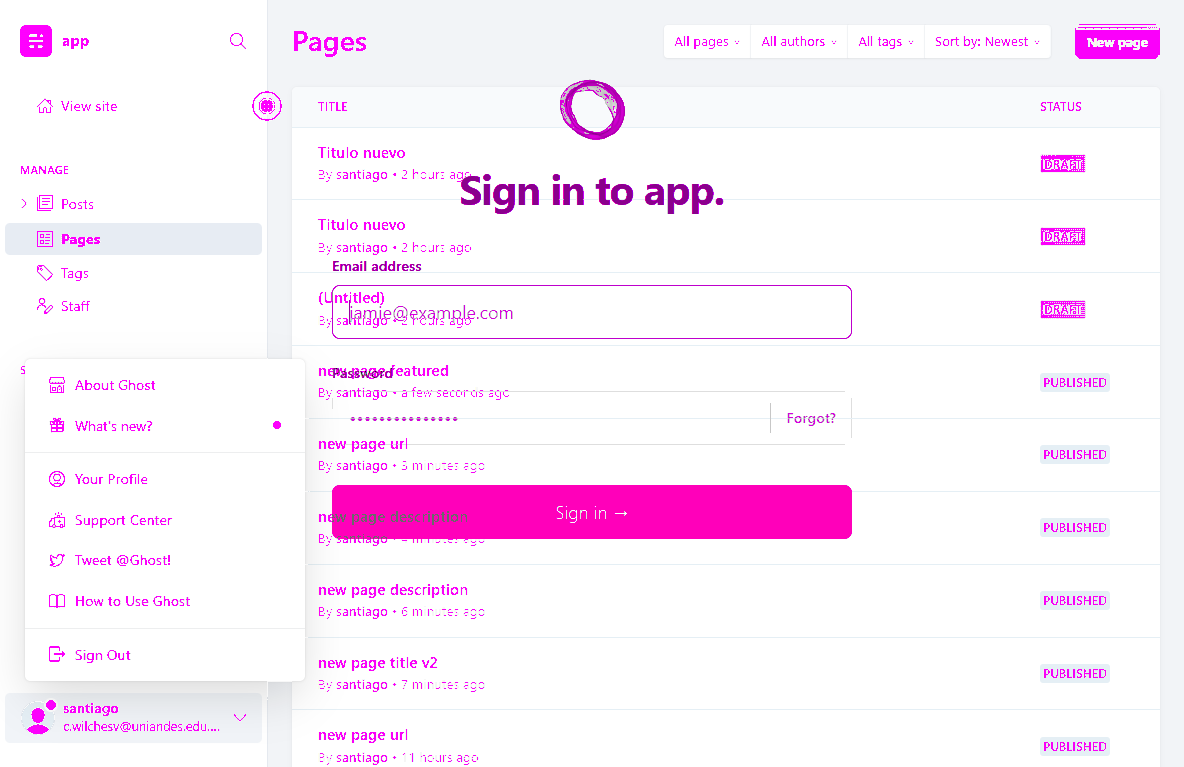 app
View site
MANAGE
Posts
Pages
Tags
Staff
S
About Ghost
What's new?
Your Profile
Support Center
Tweet @Ghost!
How to Use Ghost
Sign Out
santiago
c.wilchesv@uniandes.edu....
Pages
All pages
All authors
All tags
Sort by: Newest
New page
TITLE
STATUS
Titulo nuevo
By santiago • 2 hours ago
DRAFT
Sign in to app.
Titulo nuevo
By santiago • 2 hours ago
DRAFT
Email address
(Untitled)
jamie@example.com
By santiago • 2 hours ago
DRAFT
new page featured
Password
By santiago • a few seconds ago
PUBLISHED
Forgot?
new page url
By santiago • 3 minutes ago
PUBLISHED
Sign in →
new page description
By santiago • 4 minutes ago
PUBLISHED
new page description
By santiago • 6 minutes ago
PUBLISHED
new page title v2
By santiago • 7 minutes ago
PUBLISHED
new page url
By santiago • 11 hours ago
PUBLISHED